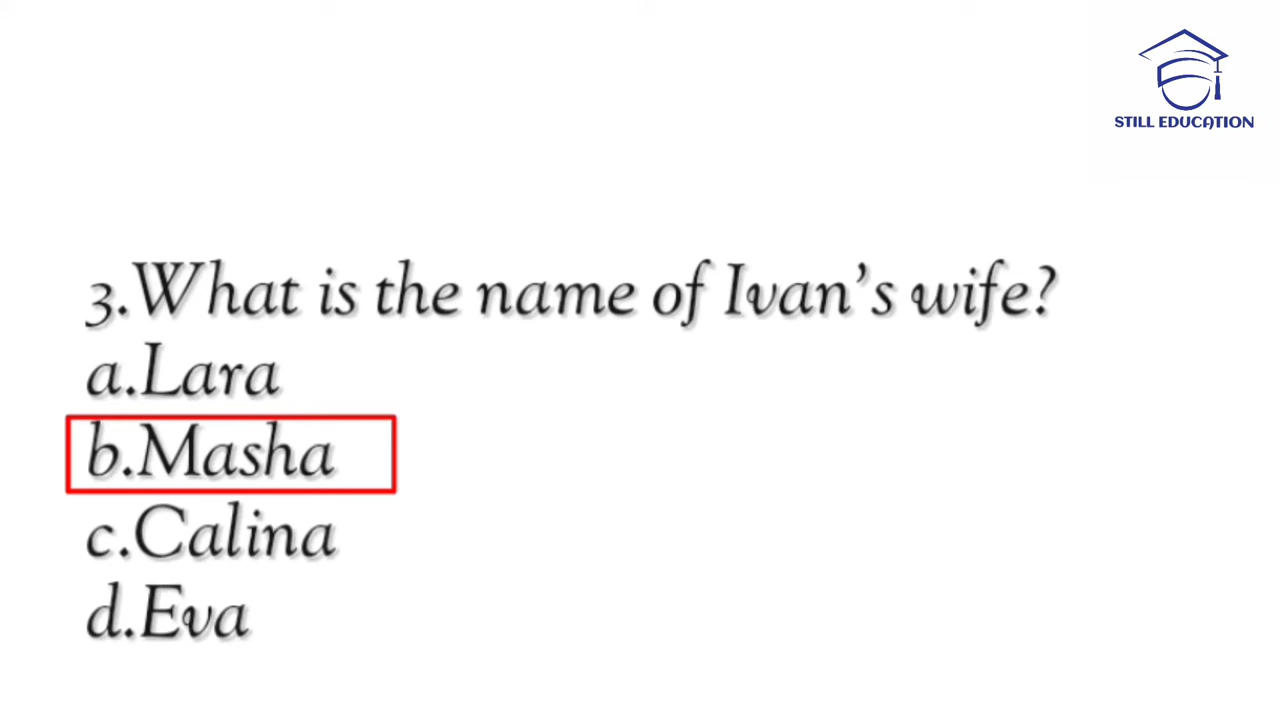 STILL EDUCATION
3.What is the name of Ivan's wife?
a.Lara
b.Masha
c.Calina
d.Eva